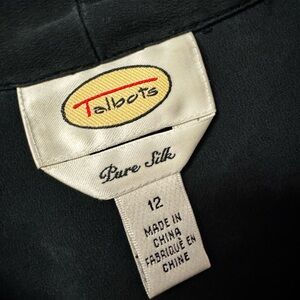 Talbots
Pure Silk
12
MADE IN
CHINA
FABRIQUÉ EN
CHINE